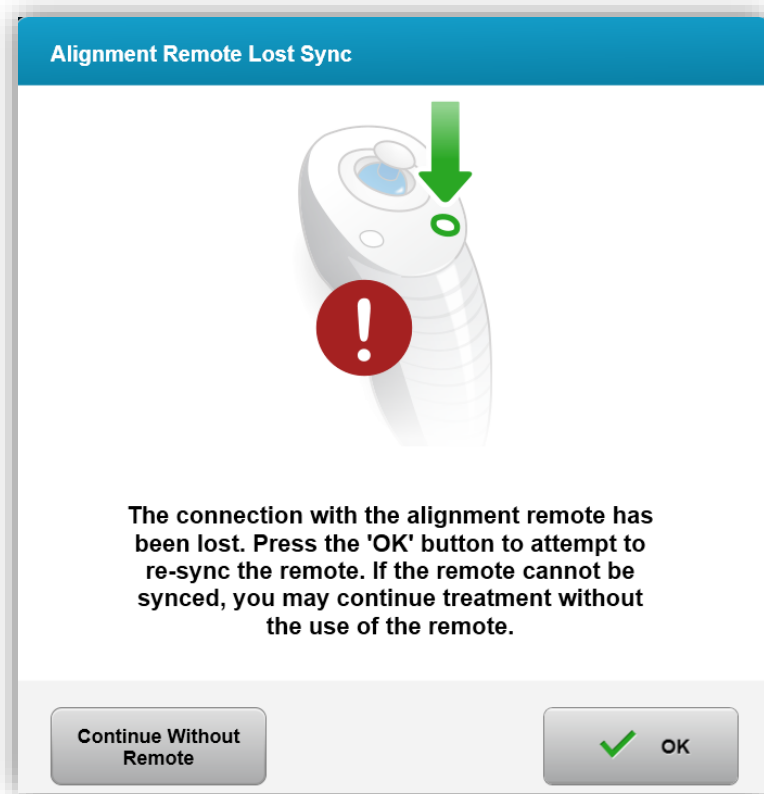 Alignment Remote Lost Sync
The connection with the alignment remote has
been lost. Press the 'OK' button to attempt to
re-sync the remote. If the remote cannot be
synced, you may continue treatment without
the use of the remote.
Continue Without
Remote
OK